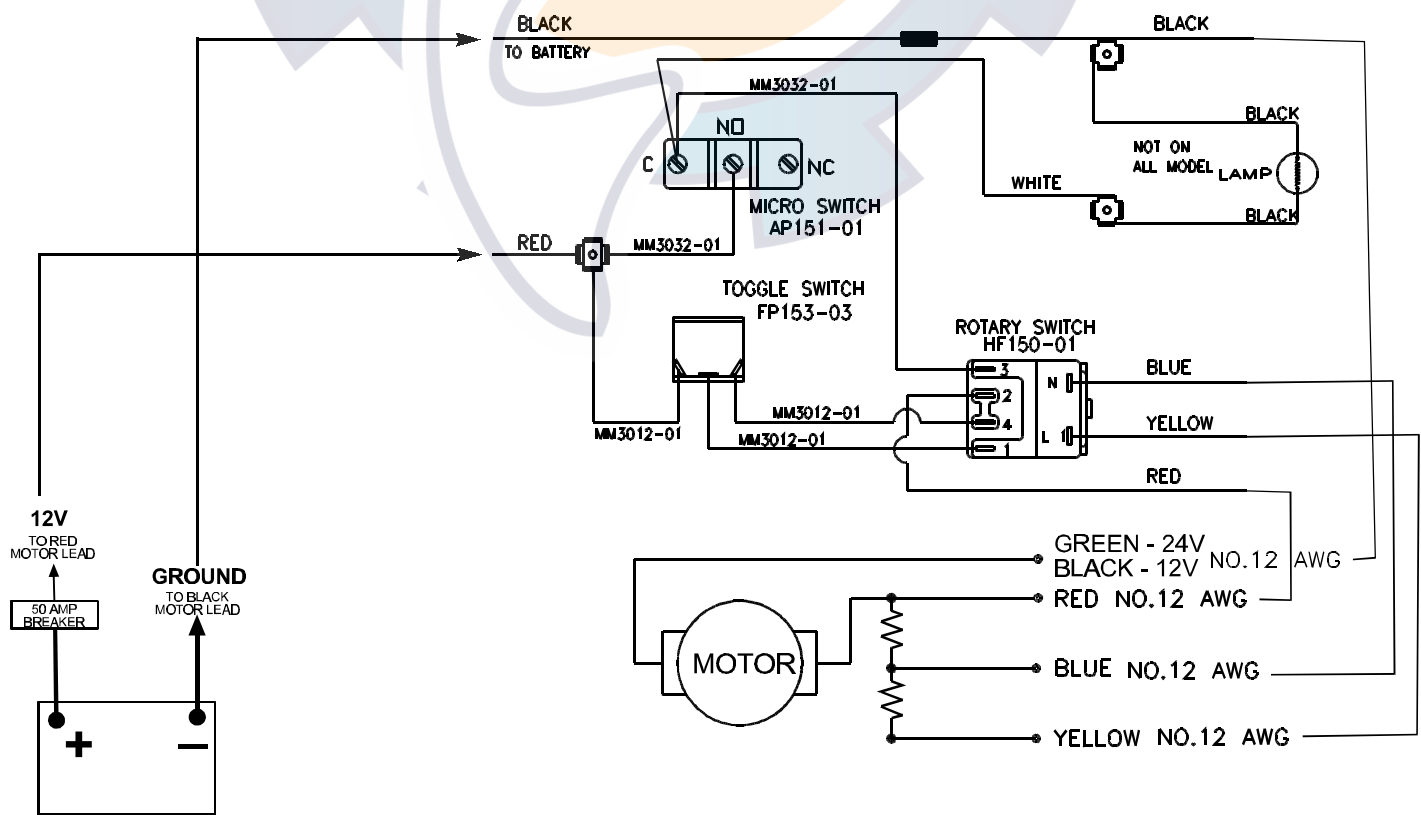 BLACK
BLACK
TO BATTERY
MM3032-01
BLACK
NO
NOT ON
ALL MODEL
LAMP
C
NC
WHITE
MICRO SWITCH
AP151-01
BLACK
RED
MM3032-01
TOGGLE SWITCH
FP153-03
ROTARY SWITCH
HF150-01
3
N
BLUE
2
MM3012-01
4
YELLOW
MM3012-01
MM3012-01
L
1
RED
12V
TO RED
MOTOR LEAD
GROUND
TO BLACK
MOTOR LEAD
50 AMP
BREAKER
GREEN - 24V
BLACK - 12V
NO.12 AWG
RED NO.12 AWG
MOTOR
BLUE NO.12 AWG
YELLOW NO.12 AWG
+
–